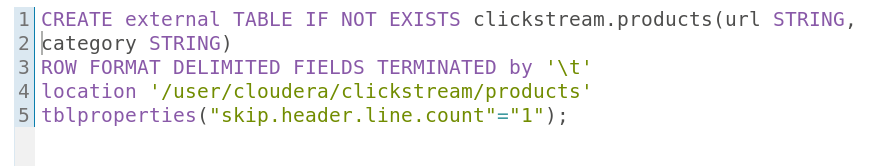 1 CREATE external TABLE IF NOT EXISTS clickstream.products(url STRING,
2 category STRING)
3 ROW FORMAT DELIMITED FIELDS TERMINATED by '\t'
4 location '/user/cloudera/clickstream/products'
5 tblproperties("skip.header.line.count"="1");